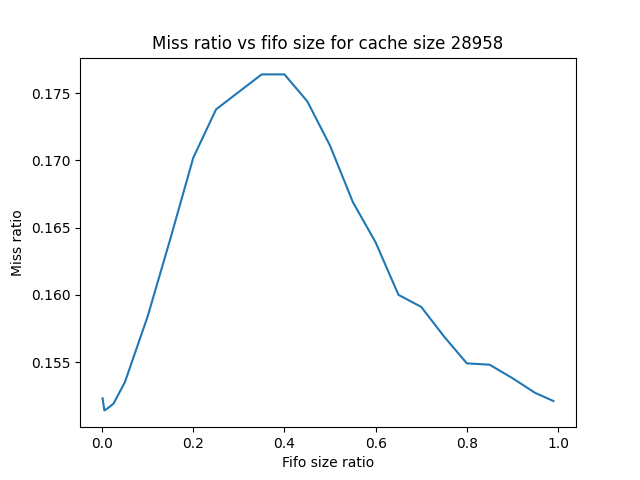 Miss ratio vs fifo size for cache size 28958
0.175
0.170
0.165
0.160
0.155
Miss ratio
0.0 0.2 0.4 0.6 0.8 1.0
Fifo size ratio